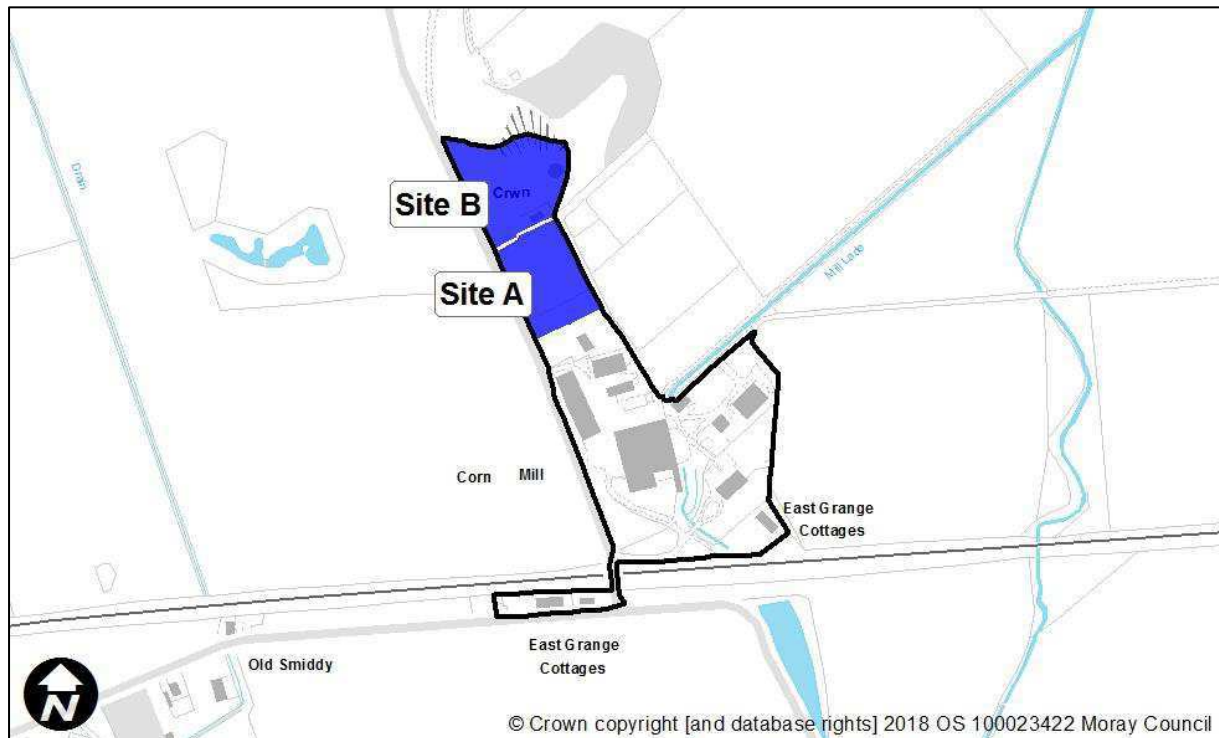 Drain
Crwn
Site B
Site A
Mill Lade
Corn Mill
East Grange
Cottages
East Grange
Cottages
Old Smiddy
N
© Crown copyright [and database rights] 2018 OS 100023422 Moray Council